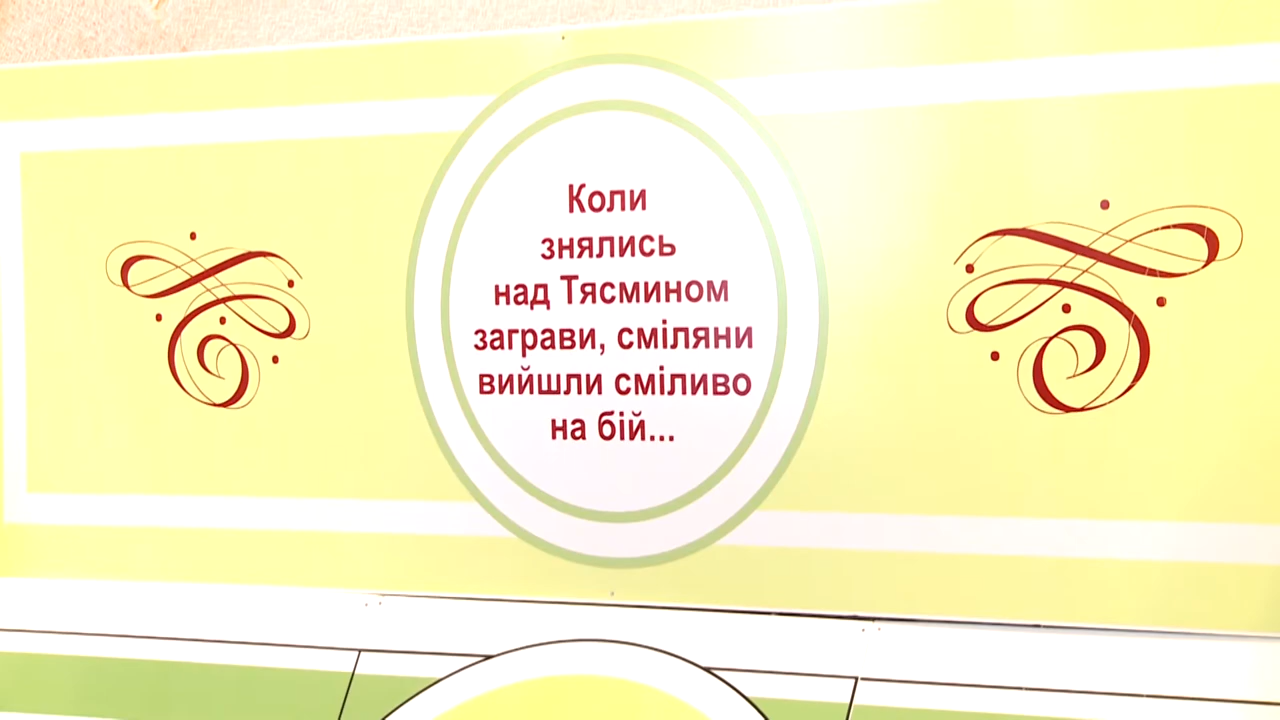 Коли
знялись
над Тясмином
заграви, сміляни
вийшли сміливо
на бій...